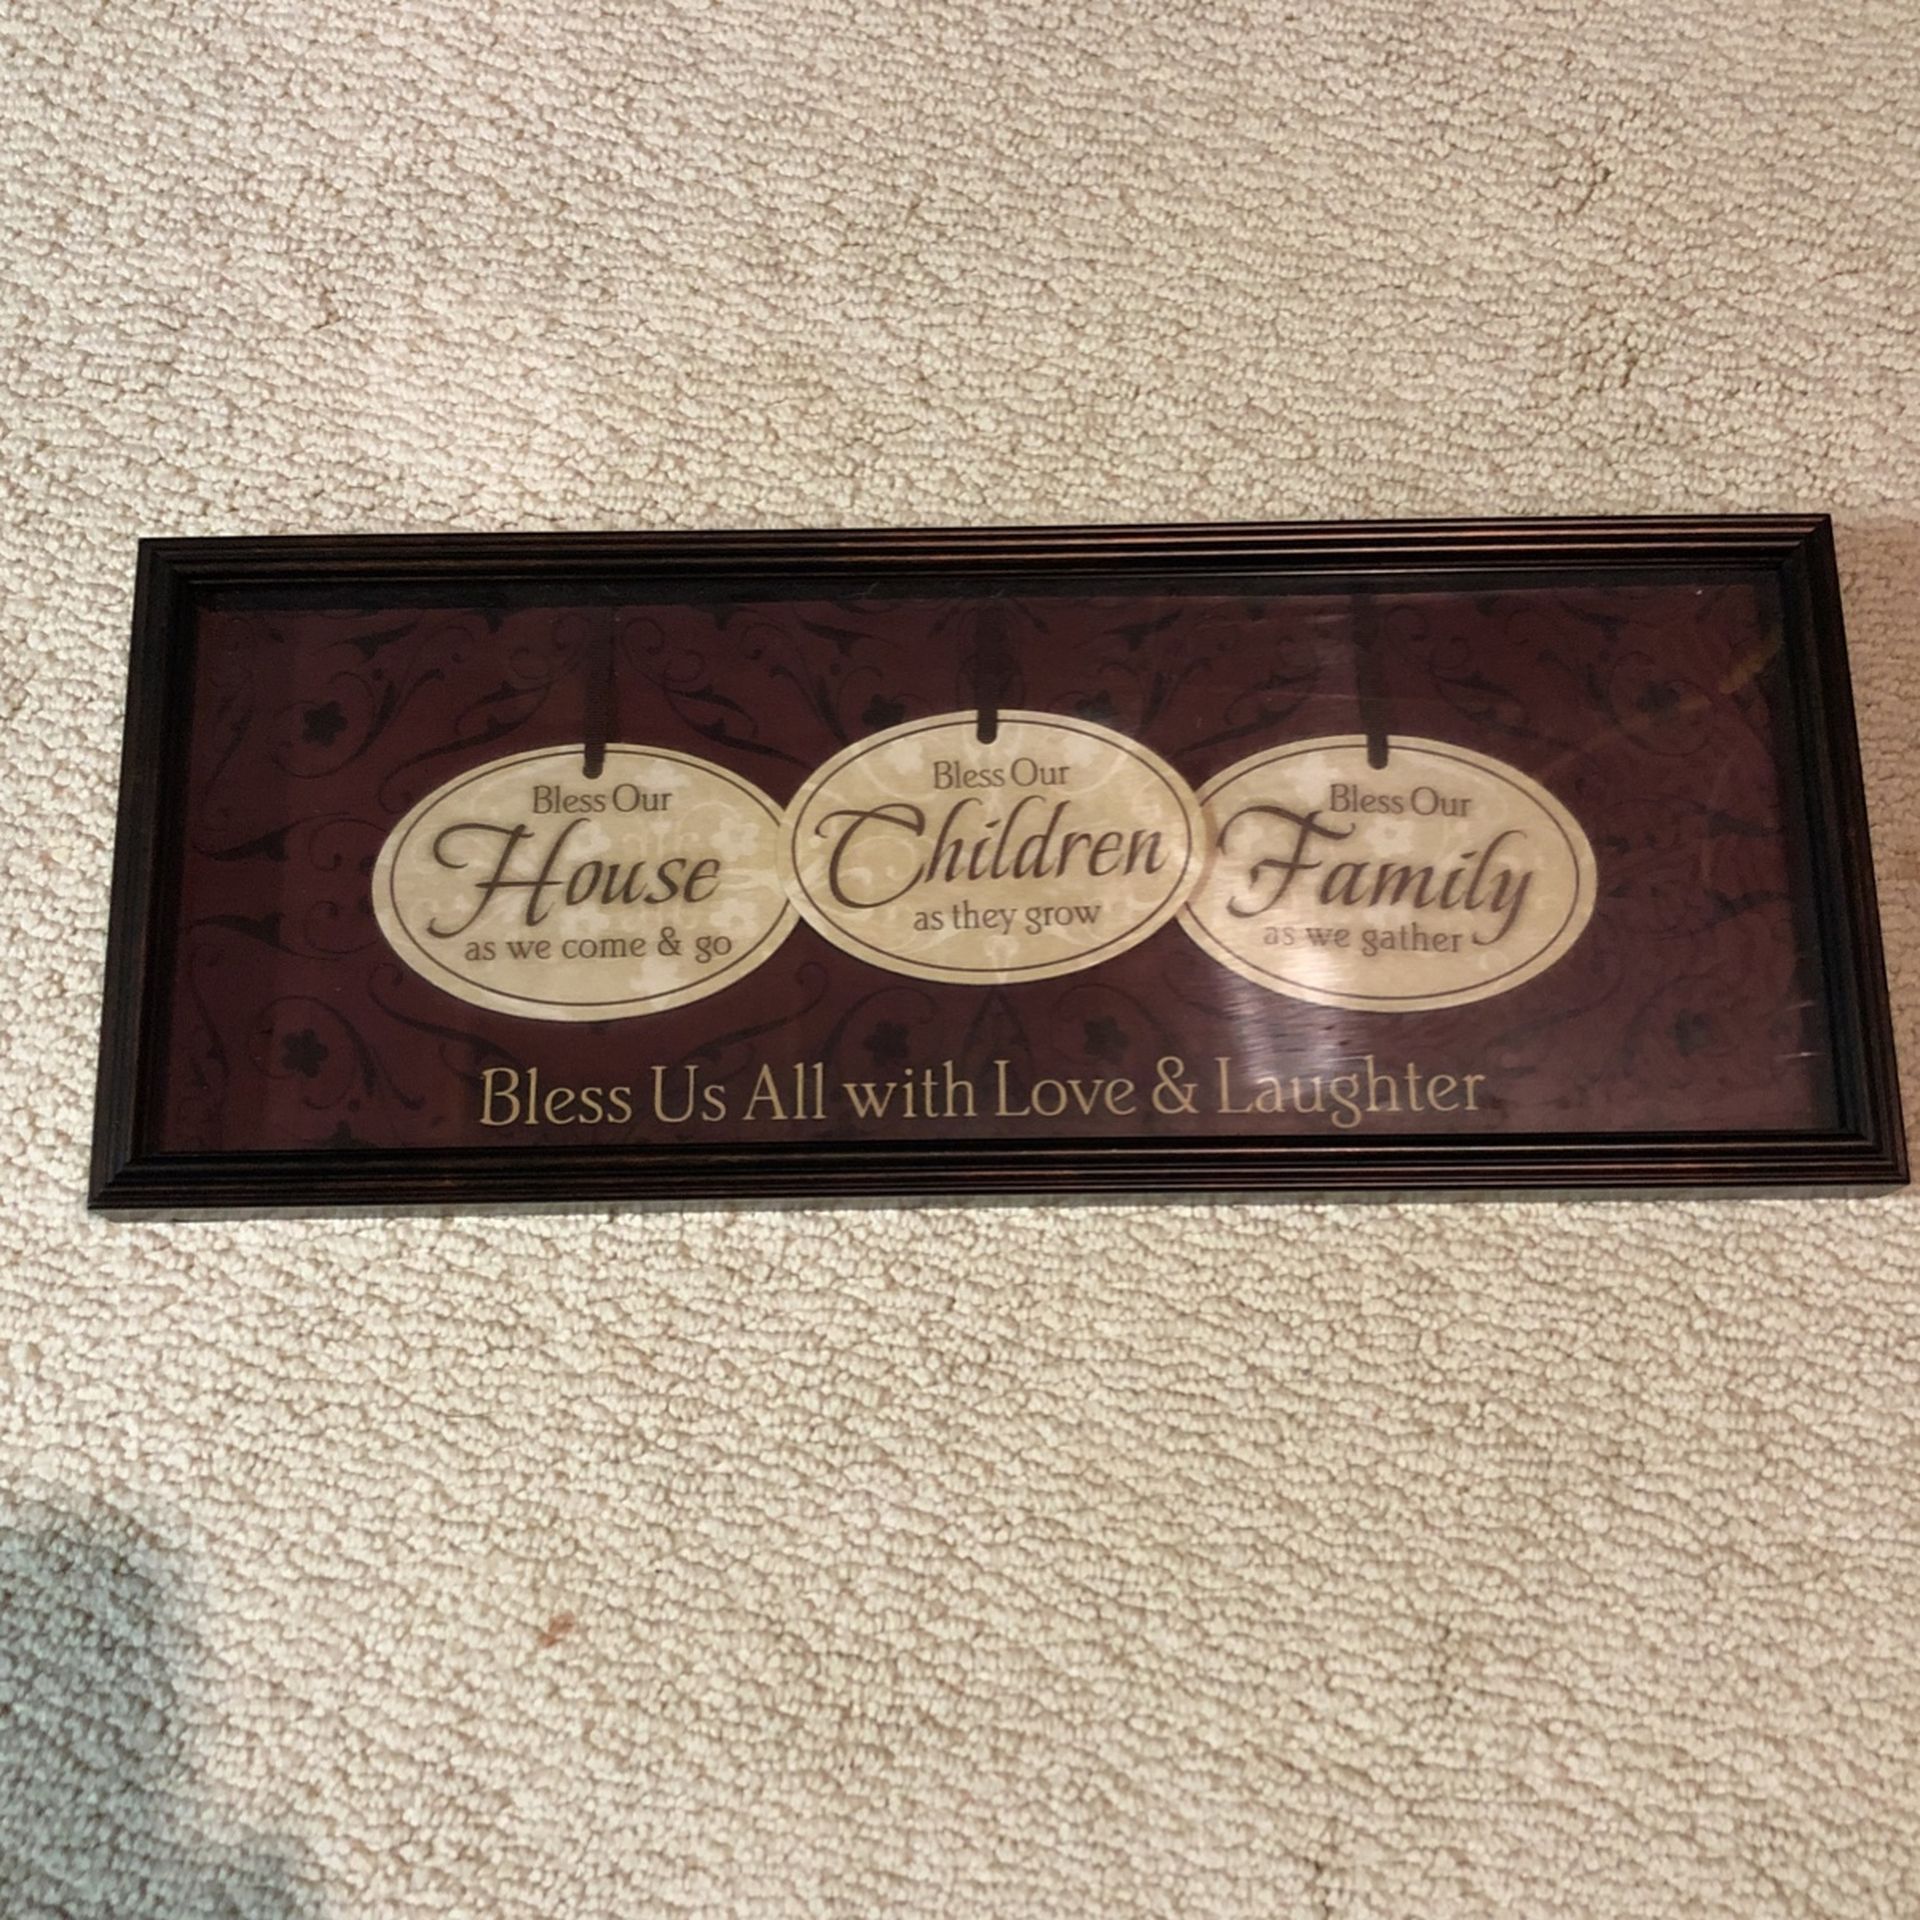 Bless Our
House
as we come & go
Bless Our
Children
as they grow
Bless Our
Family
as we gather
Bless Us All with Love & Laughter